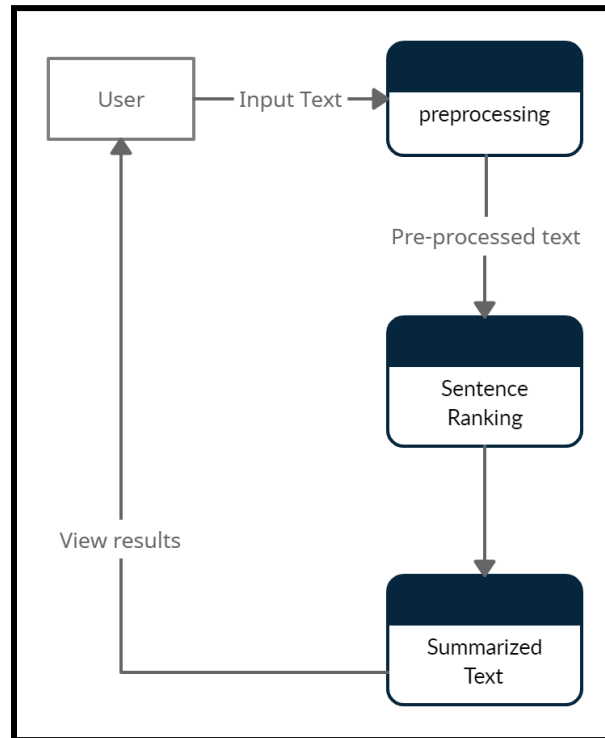 User
Input Text
preprocessing
Pre-processed text
Sentence
Ranking
View results
Summarized
Text